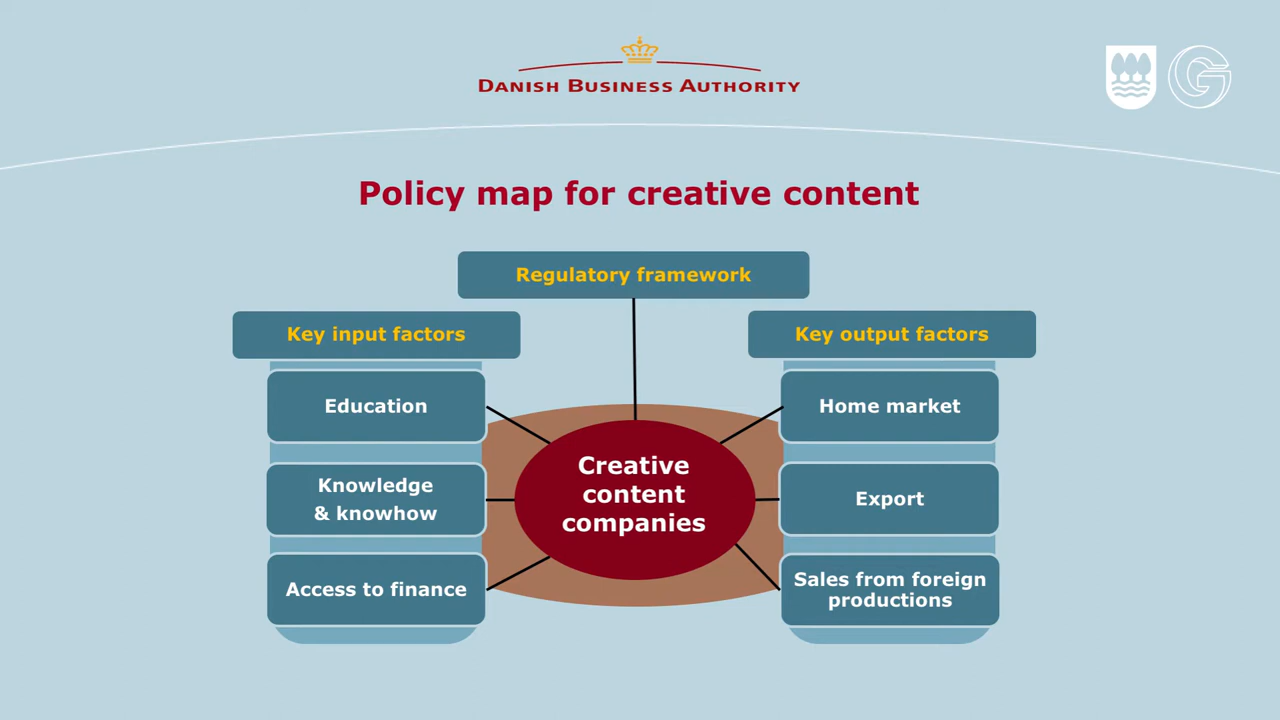 DANISH BUSINESS AUTHORITY
Policy map for creative content
Regulatory framework
Key input factors
Education
Knowledge
& knowhow
Access to finance
Creative
content
companies
Key output factors
Home market
Export
Sales from foreign
productions